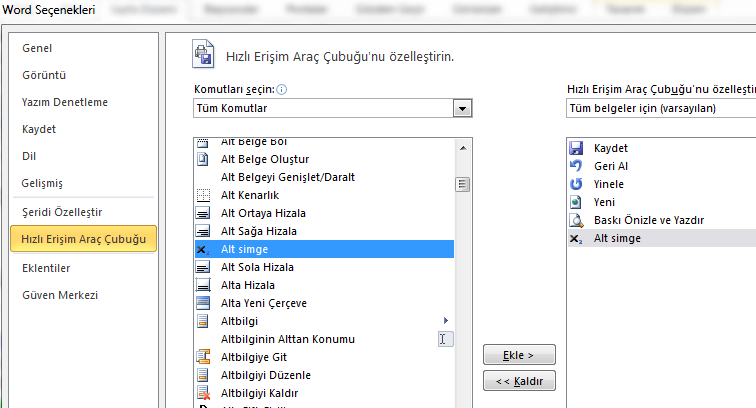 Word Seçenekleri
Genel
Görüntü
Yazım Denetleme
Kaydet
Dil
Gelişmiş
Şeridi Özelleştir
Hızlı Erişim Araç Çubuğu
Eklentiler
Güven Merkezi
Hızlı Erişim Araç Çubuğu'nu özelleştirin.
Komutları seçin:
Tüm Komutlar
Alt Belge Böl
Alt Belge Oluştur
Alt Belgeyi Genişlet/Daralt
Alt Kenarlık
Alt Ortaya Hizala
Alt Sağa Hizala
Alt simge
Alt Sola Hizala
Alta Hizala
Alta Yeni Çerçeve
Altbilgi
Altbilginin Alttan Konumu
Altbilgiye Git
Altbilgiyi Düzenle
Altbilgiyi Kaldır
Ekle >
<< Kaldır
Hızlı Erişim Araç Çubuğu'nu özelleştir
Tüm belgeler için (varsayılan)
Kaydet
Geri Al
Yinele
Yeni
Baskı Önizle ve Yazdır
Alt simge